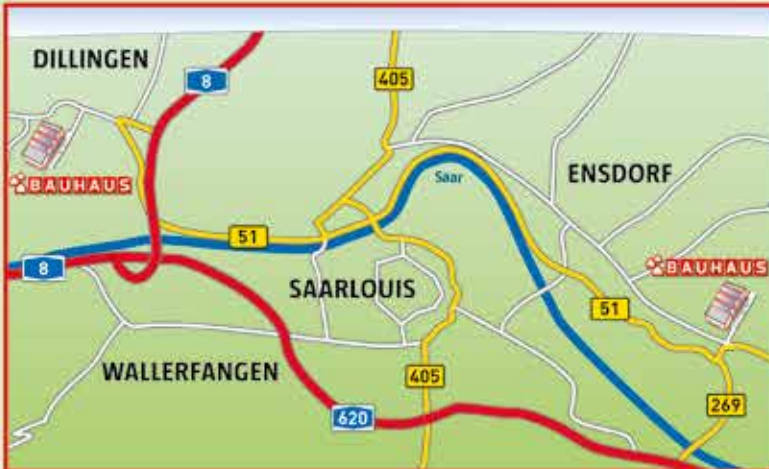 DILLINGEN
8
405
BAUHAUS
Saar
ENSDORF
51
8
SAARLOUIS
BAUHAUS
51
WALLERFANGEN
405
620
269